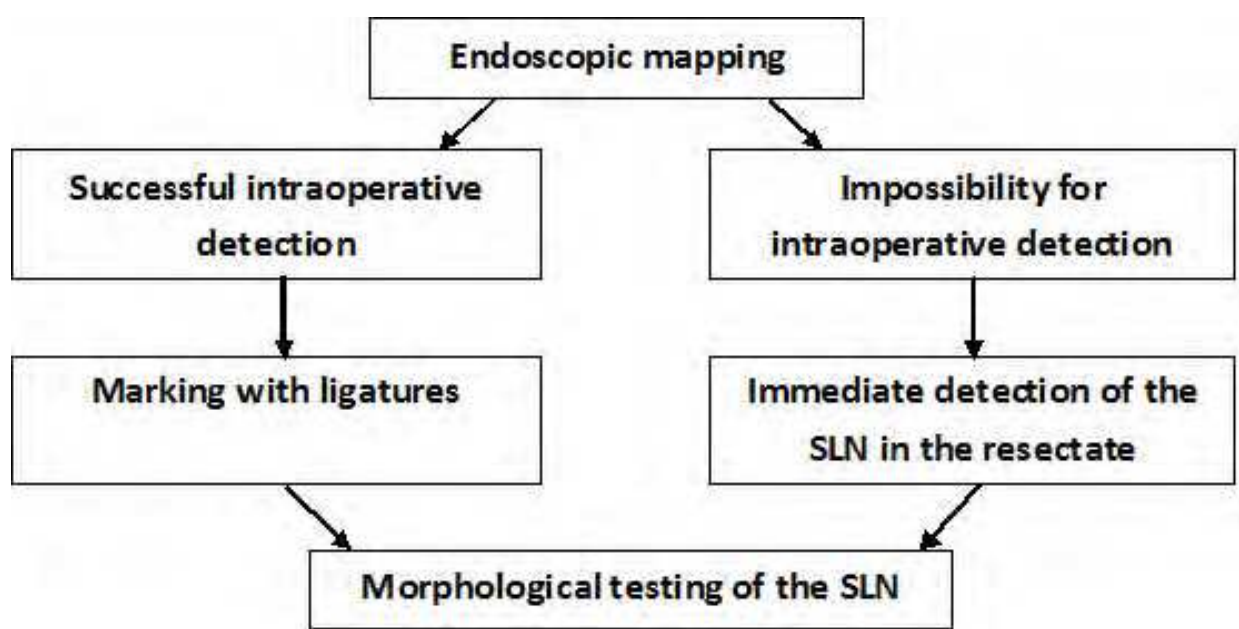 Endoscopic mapping
Successful intraoperative
detection
Impossibility for
intraoperative detection
Marking with ligatures
Immediate detection of the
SLN in the resectate
Morphological testing of the SLN